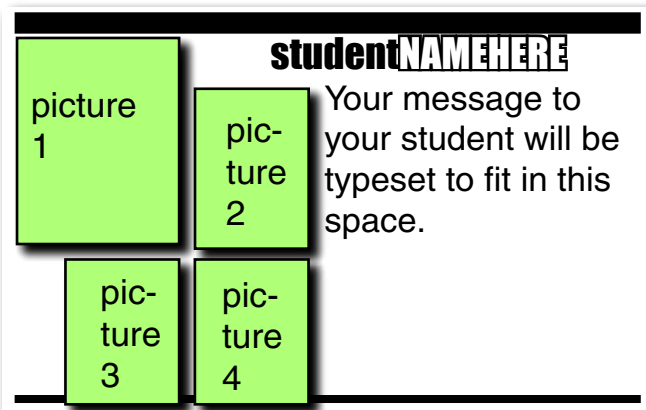 studentNAMEHERE
picture
1
pic-
ture
2
Your message to
your student will be
typeset to fit in this
space.
pic-
ture
3
pic-
ture
4